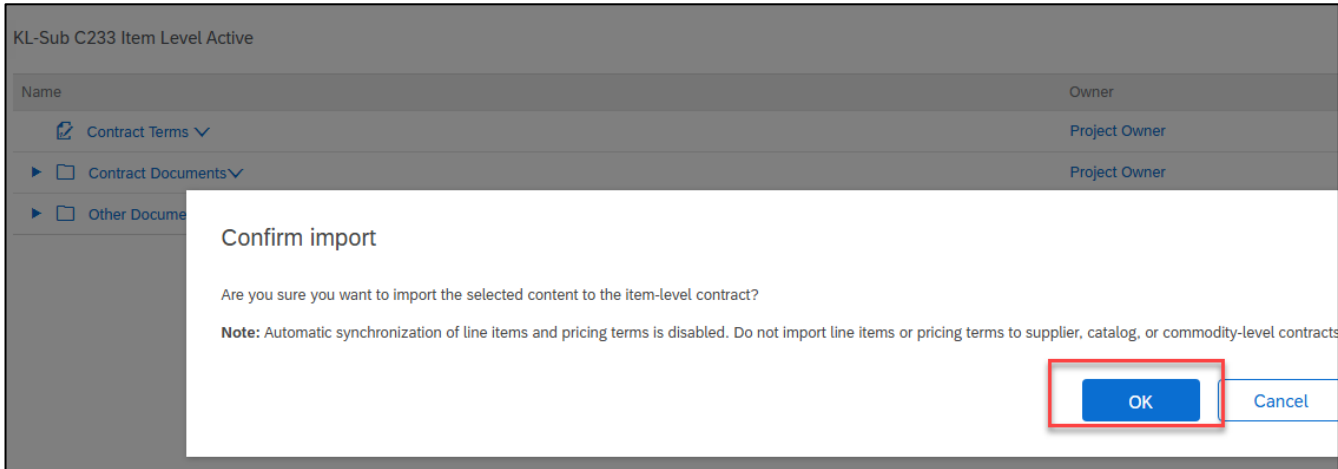 KL-Sub C233 Item Level Active
Name Owner
Contract Terms Project Owner
Contract Documents Project Owner
Other Docume
Confirm import
Are you sure you want to import the selected content to the item-level contract?
Note: Automatic synchronization of line items and pricing terms is disabled. Do not import line items or pricing terms to supplier, catalog, or commodity-level contracts
OK Cancel